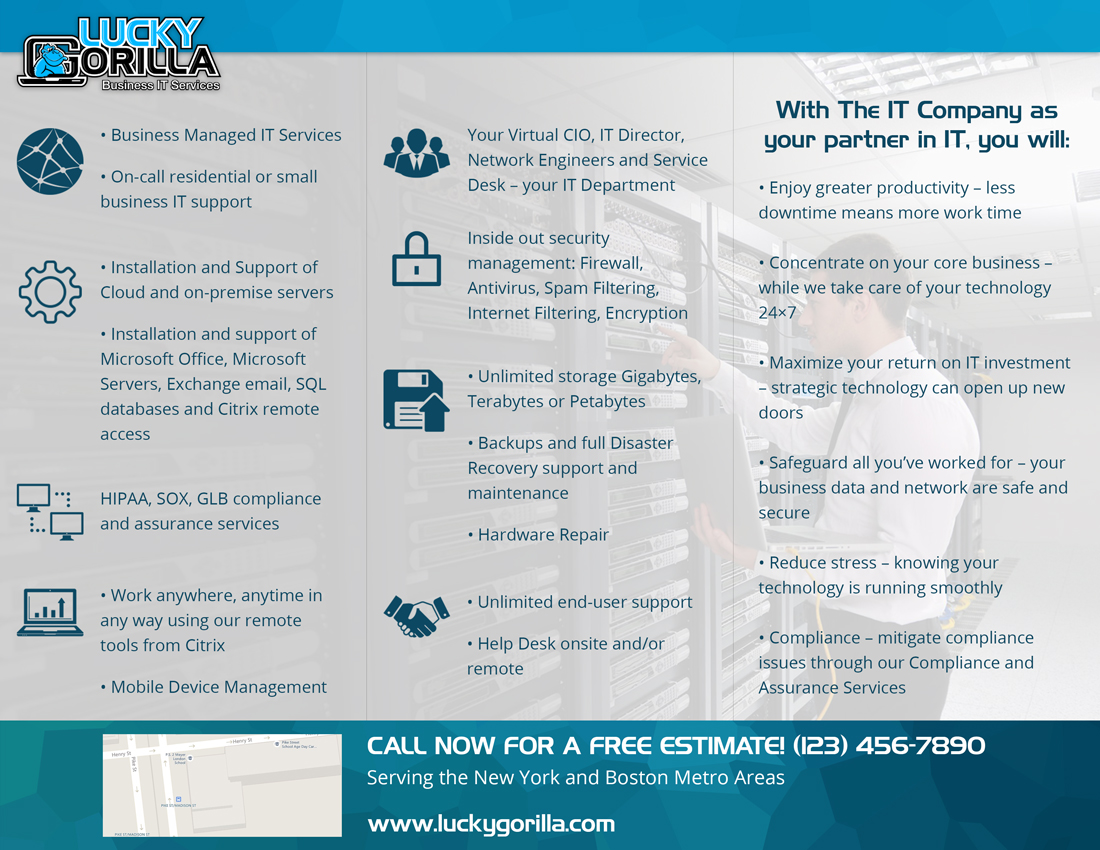 LUCKY
GORILLA
Business IT Services
• Business Managed IT Services
• On-call residential or small
business IT support
• Installation and Support of
Cloud and on-premise servers
• Installation and support of
Microsoft Office, Microsoft
Servers, Exchange email, SQL
databases and Citrix remote
access
HIPAA, SOX, GLB compliance
and assurance services
• Work anywhere, anytime in
any way using our remote
tools from Citrix
• Mobile Device Management
Your Virtual CIO, IT Director,
Network Engineers and Service
Desk – your IT Department
Inside out security
management: Firewall,
Antivirus, Spam Filtering,
Internet Filtering, Encryption
• Unlimited storage Gigabytes,
Terabytes or Petabytes
• Backups and full Disaster
Recovery support and
maintenance
• Hardware Repair
• Unlimited end-user support
• Help Desk onsite and/or
remote
With The IT Company as
your partner in IT, you will:
• Enjoy greater productivity – less
downtime means more work time
• Concentrate on your core business –
while we take care of your technology
24×7
• Maximize your return on IT investment
– strategic technology can open up new
doors
• Safeguard all you’ve worked for – your
business data and network are safe and
secure
• Reduce stress – knowing your
technology is running smoothly
• Compliance – mitigate compliance
issues through our Compliance and
Assurance Services
Henry St
Henry St
Pike St
CALL NOW FOR A FREE ESTIMATE! (123) 456-7890
Serving the New York and Boston Metro Areas
www.luckygorilla.com